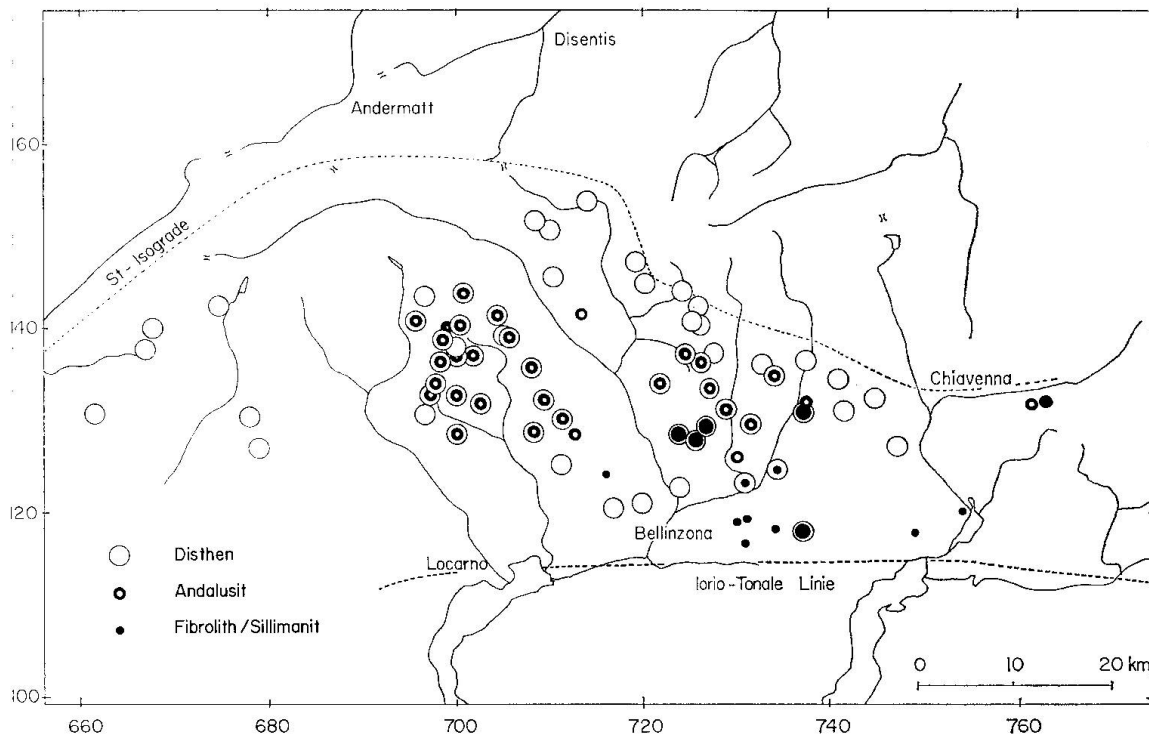 Disentis
Andermatt
160
St-Isograde
140
Chiavenna
120
Bellinzona
Disthen
Locarno
Iorio-Tonale Linie
Andalusit
Fibrolith/Sillimanit
0 10 20 km
100
660 680 700 720 740 760